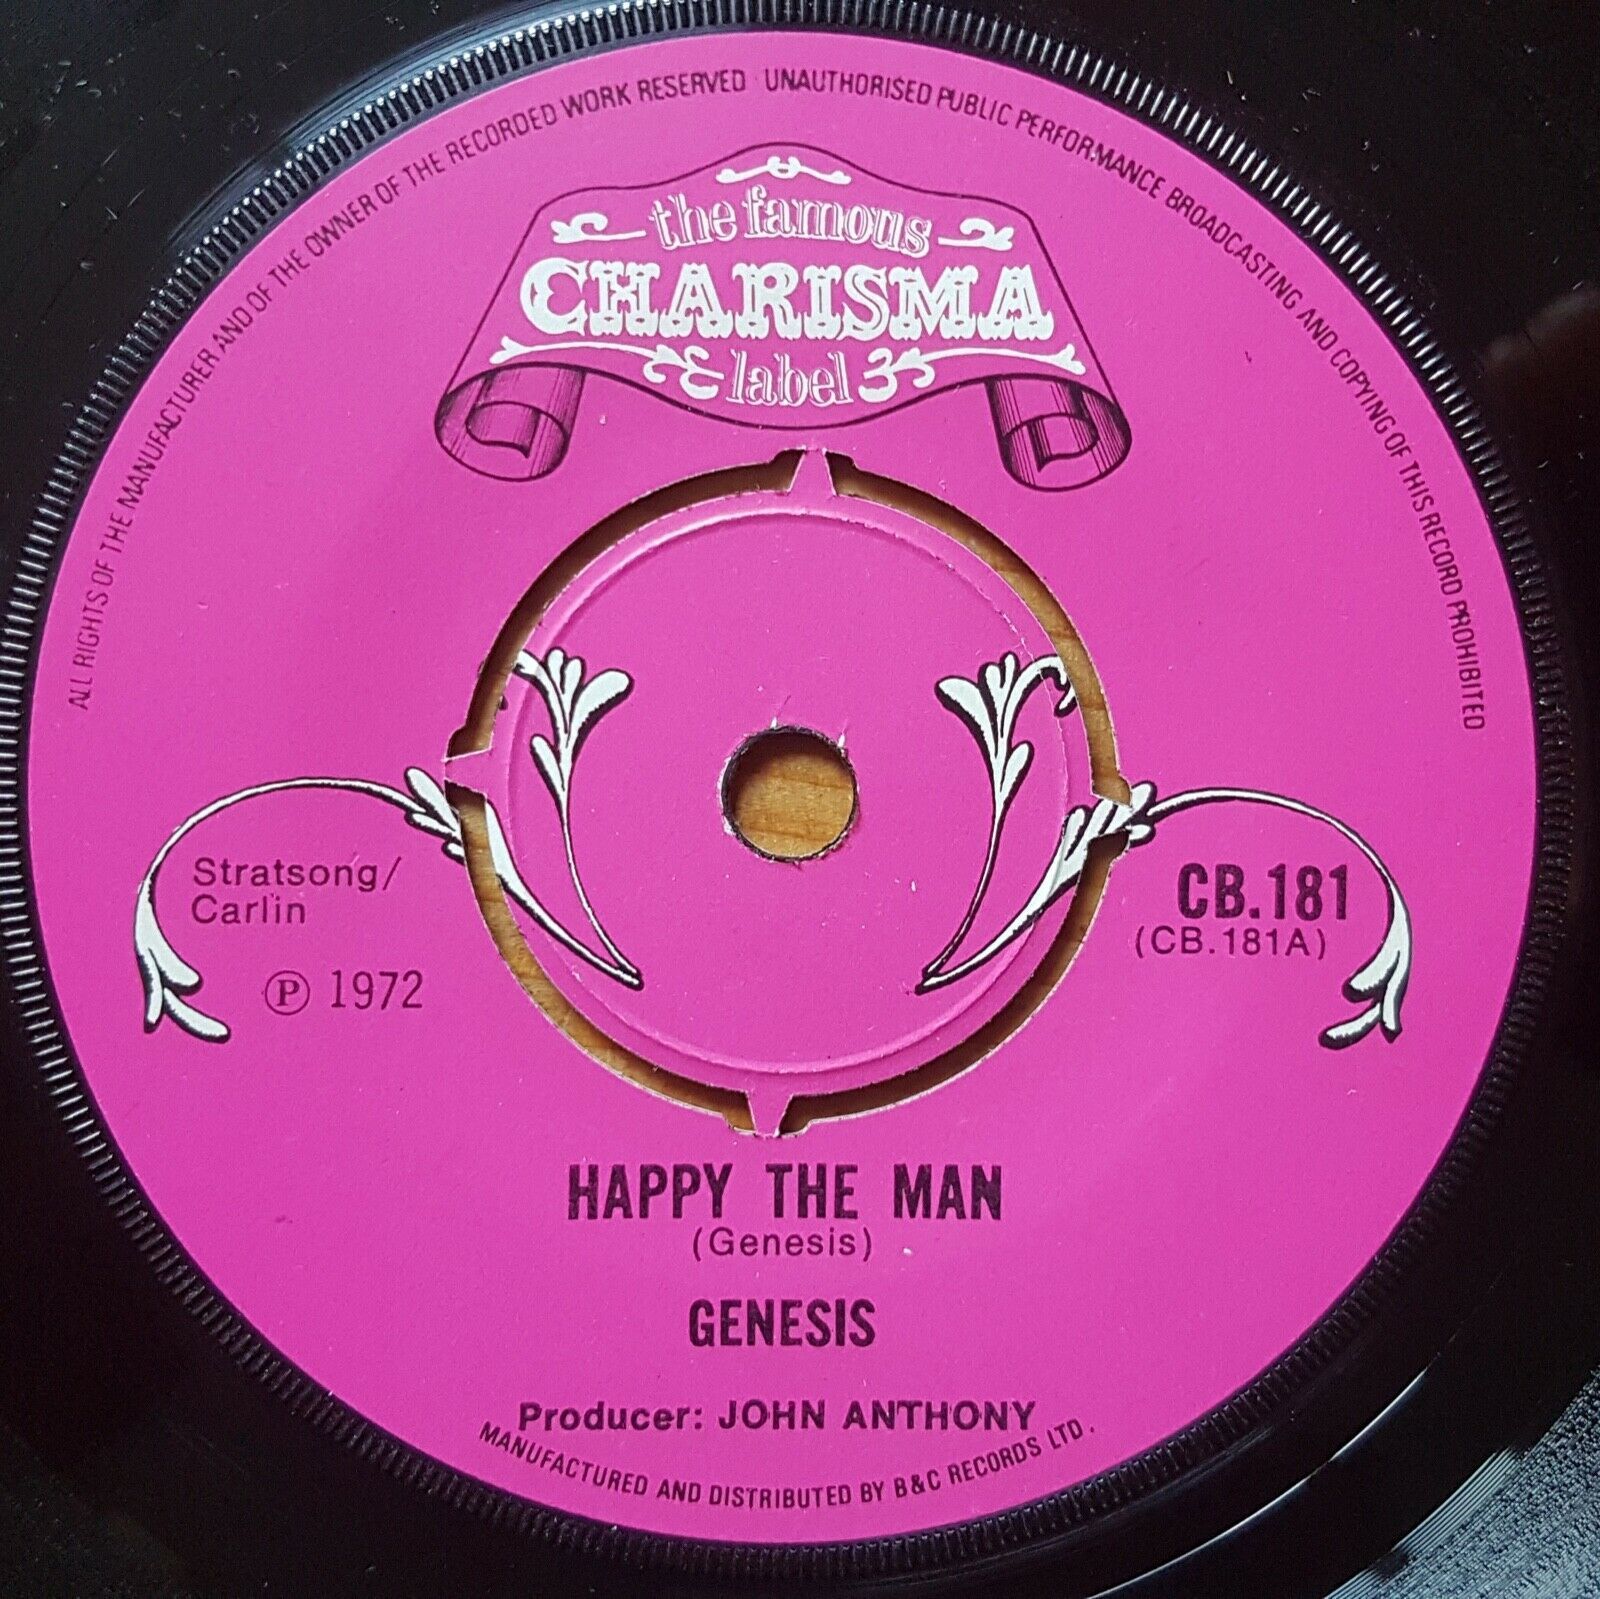 ALL RIGHTS OF THE MANUFACTURER AND OF THE OWNER OF THE RECORDED WORK RESERVED · UNAUTHORISED PUBLIC PERFORMANCE BROADCASTING AND COPYING OF THIS RECORD PROHIBITED
the famous
CHARISMA
label
Stratsong/
Carlin
℗ 1972
CB.181
(CB.181A)
HAPPY THE MAN
(Genesis)
GENESIS
Producer: JOHN ANTHONY
MANUFACTURED AND DISTRIBUTED BY B&C RECORDS LTD.